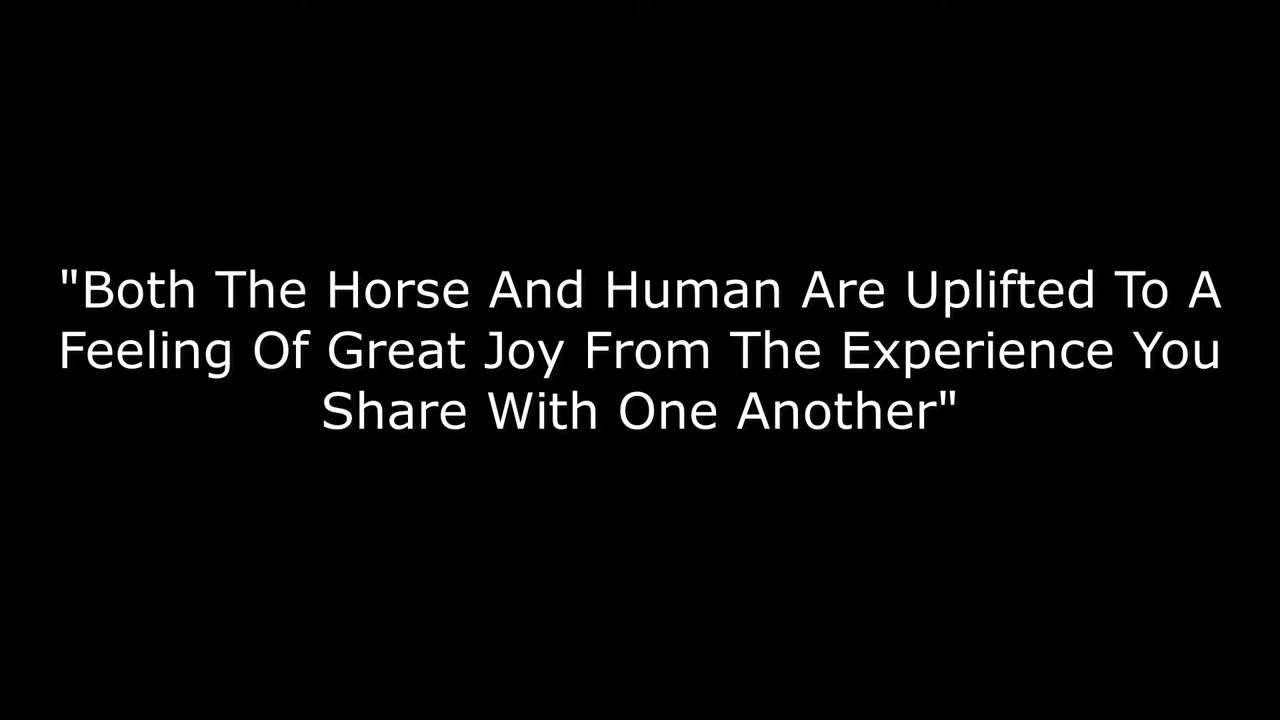 "Both The Horse And Human Are Uplifted To A
Feeling Of Great Joy From The Experience You
Share With One Another"